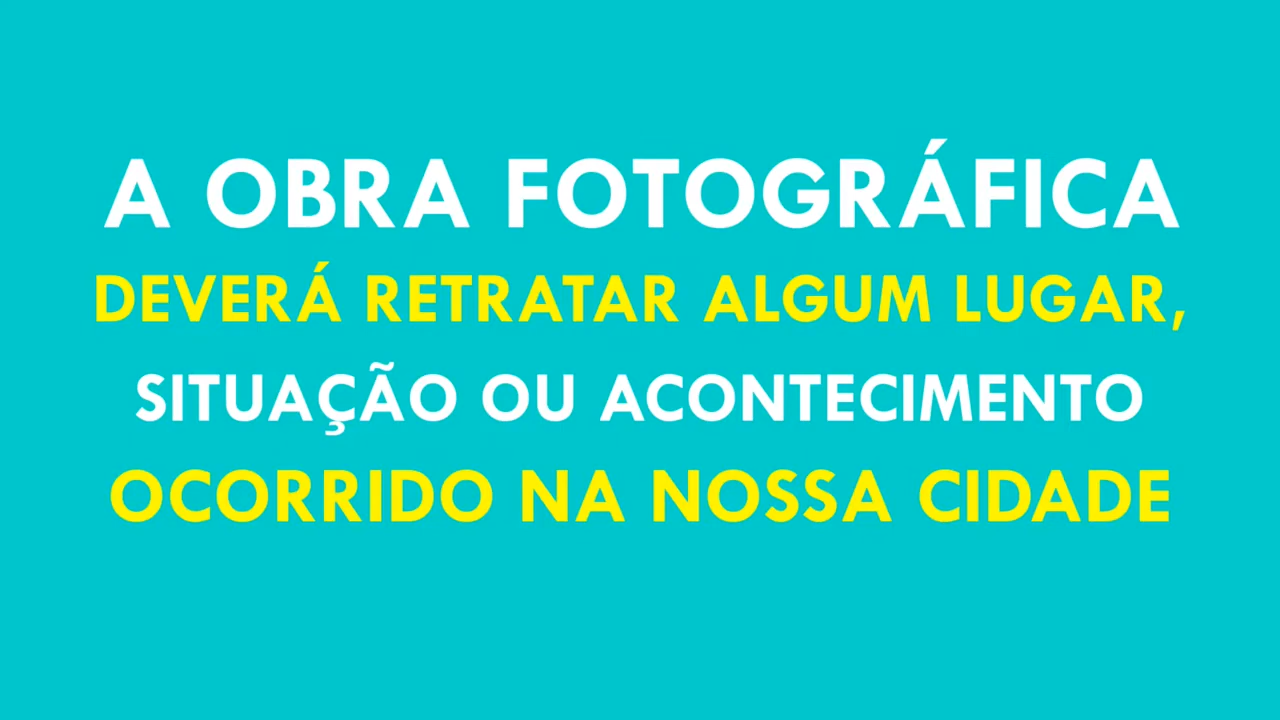 A OBRA FOTOGRÁFICA
DEVERÁ RETRATAR ALGUM LUGAR,
SITUAÇÃO OU ACONTECIMENTO
OCORRIDO NA NOSSA CIDADE